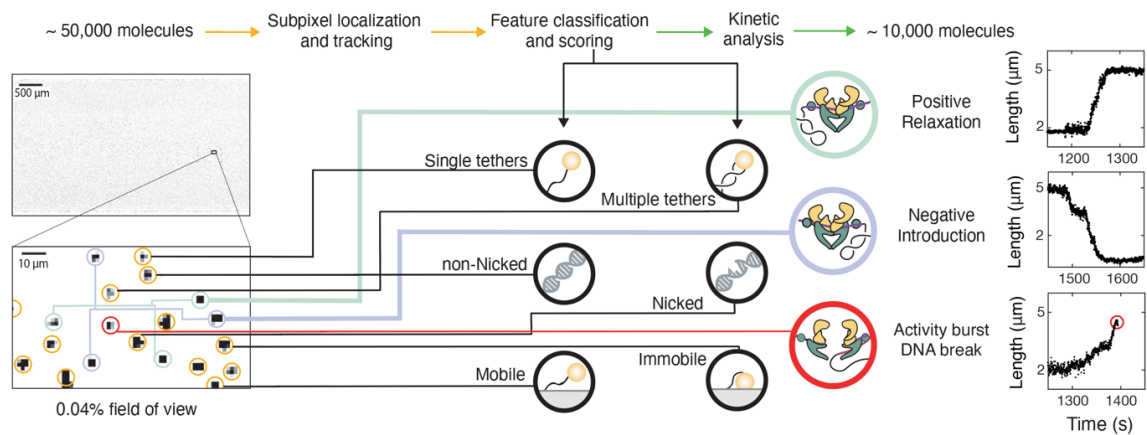 ~ 50,000 molecules
Subpixel localization
and tracking
Feature classification
and scoring
Kinetic
analysis
~ 10,000 molecules
500 µm
10 µm
0.04% field of view
Single tethers
Multiple tethers
non-Nicked
Nicked
Mobile
Immobile
Positive
Relaxation
Negative
Introduction
Activity burst
DNA break
Length (µm)
5
2
1200
1300
Length (µm)
5
2
1500
1600
Length (µm)
5
2
1300
1400
Time (s)